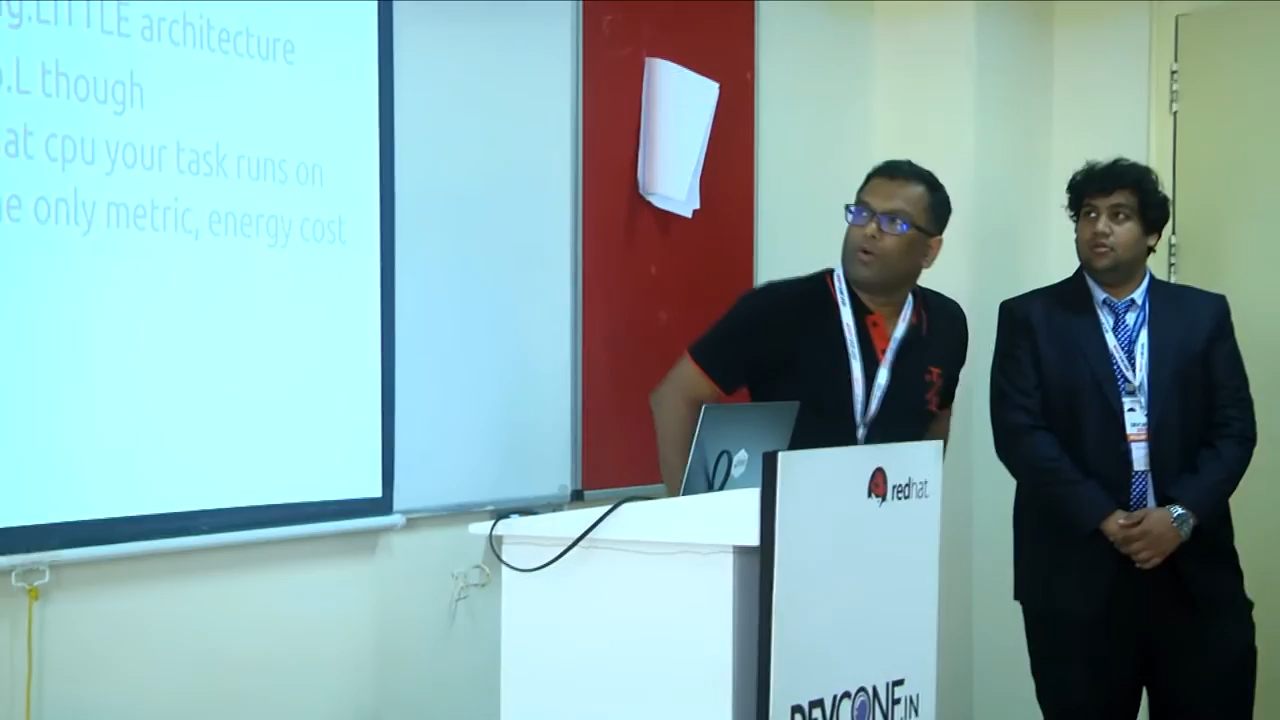 g.LITTLE architecture
.L though
at cpu your task runs on
e only metric, energy cost
redhat.
DEVCONF.IN